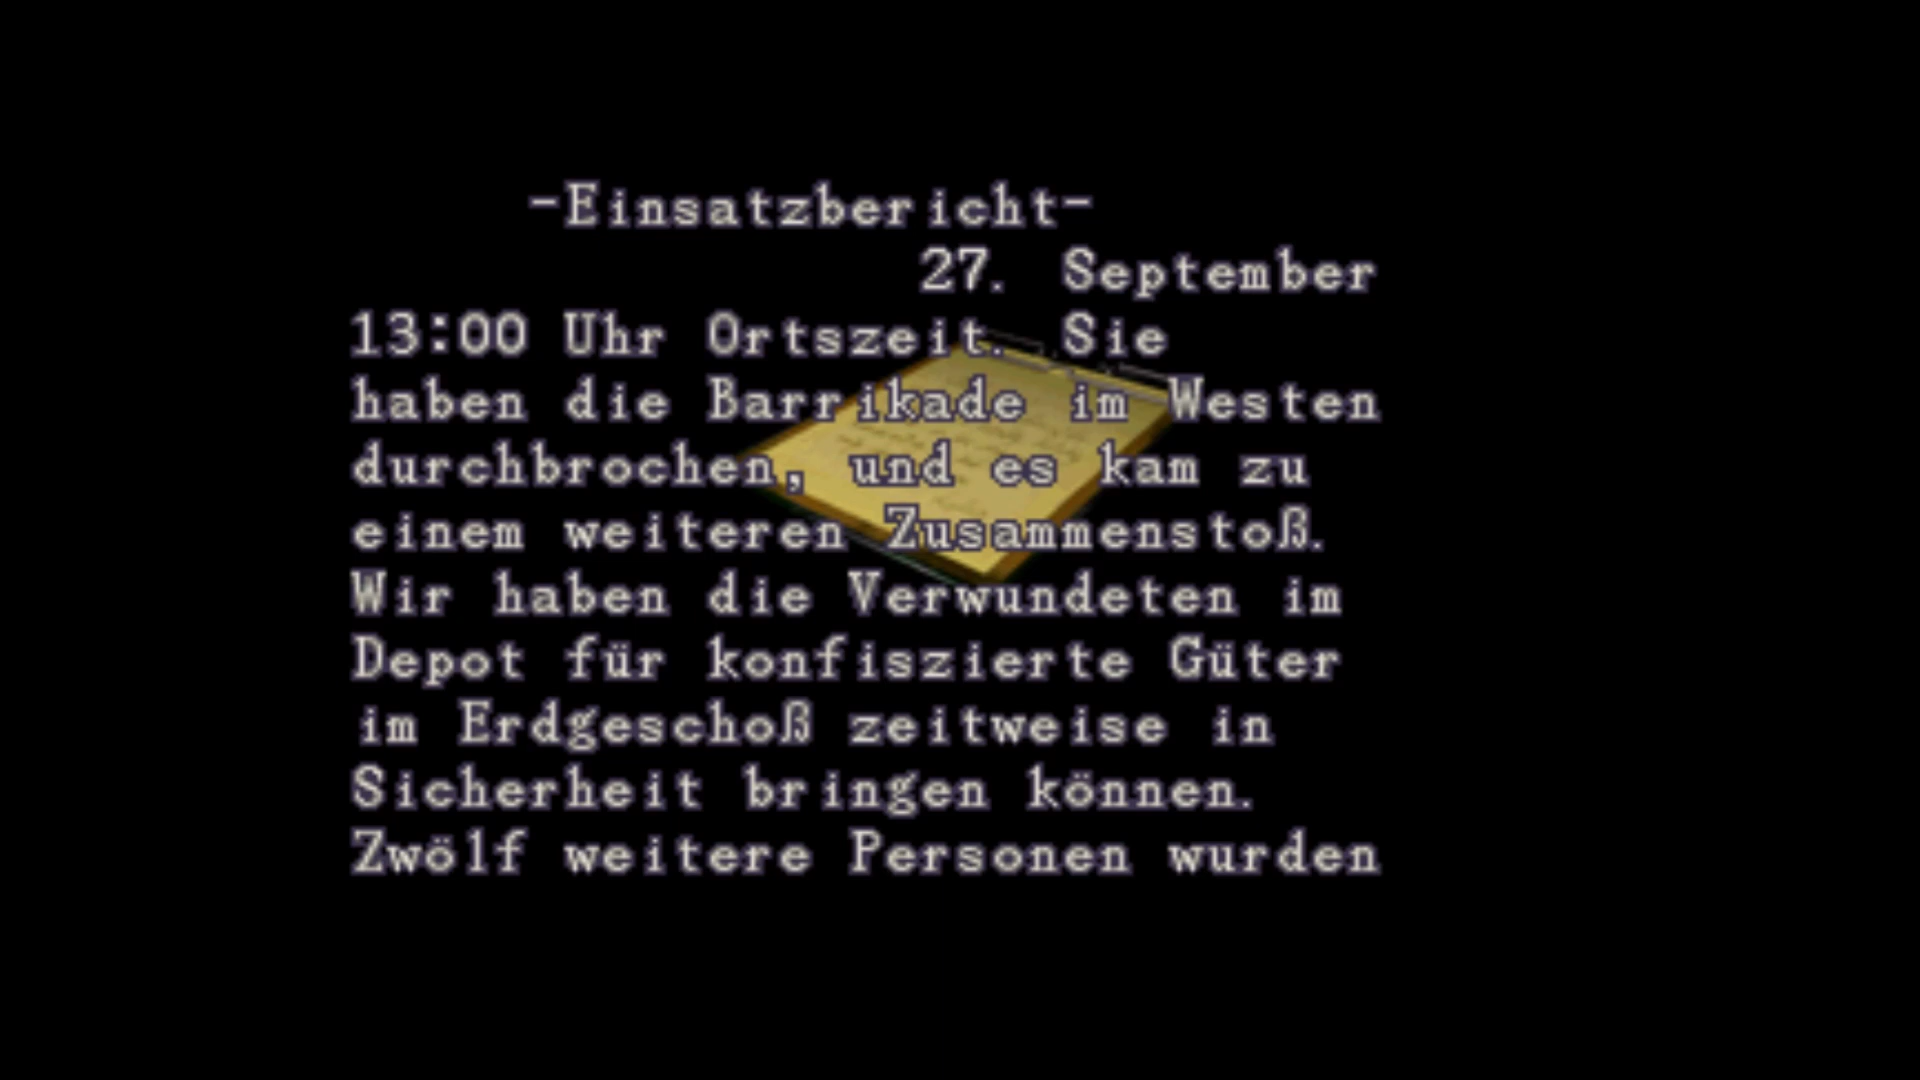 -Einsatzbericht-
27. September
13:00 Uhr Ortszeit. Sie
haben die Barrikade im Westen
durchbrochen, und es kam zu
einem weiteren Zusammenstoß.
Wir haben die Verwundeten im
Depot für konfiszierte Güter
im Erdgeschoß zeitweise in
Sicherheit bringen können.
Zwölf weitere Personen wurden